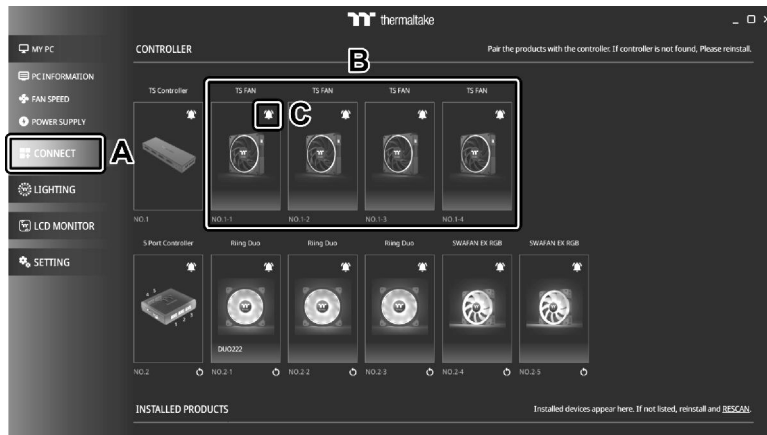 thermaltake
MY PC
CONTROLLER
Pair the products with the controller. If controller is not found, Please reinstall.
B
PC INFORMATION
FAN SPEED
POWER SUPPLY
TS Controller
TS FAN
TS FAN
TS FAN
TS FAN
C
CONNECT
A
LIGHTING
LCD MONITOR
SETTING
NO.1
NO.1-1
NO.1-2
NO.1-3
NO.1-4
5 Port Controller
Riing Duo
Riing Duo
Riing Duo
SWAFAN EX RGB
SWAFAN EX RGB
4 5
1 2 3
DUO222
NO.2
NO.2-1
NO.2-2
NO.2-3
NO.2-4
NO.2-5
INSTALLED PRODUCTS
Installed devices appear here. If not listed, reinstall and RESCAN.